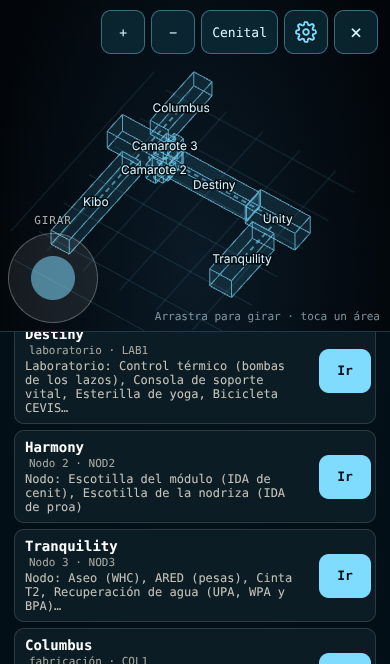 +
−
Cenital
×
Columbus
Camarote 3
Camarote 2
Destiny
Kibo
GIRAR
Unity
Tranquility
Arrastra para girar · toca un área
Destiny
laboratorio · LAB1
Laboratorio: Control térmico (bombas
de los lazos), Consola de soporte
vital, Esterilla de yoga, Bicicleta
CEVIS…
Ir
Harmony
Nodo 2 · NOD2
Nodo: Escotilla del módulo (IDA de
cenit), Escotilla de la nodriza (IDA
de proa)
Ir
Tranquility
Nodo 3 · NOD3
Nodo: Aseo (WHC), ARED (pesas), Cinta
T2, Recuperación de agua (UPA, WPA y
BPA)…
Ir
Columbus
fabricación · COL1